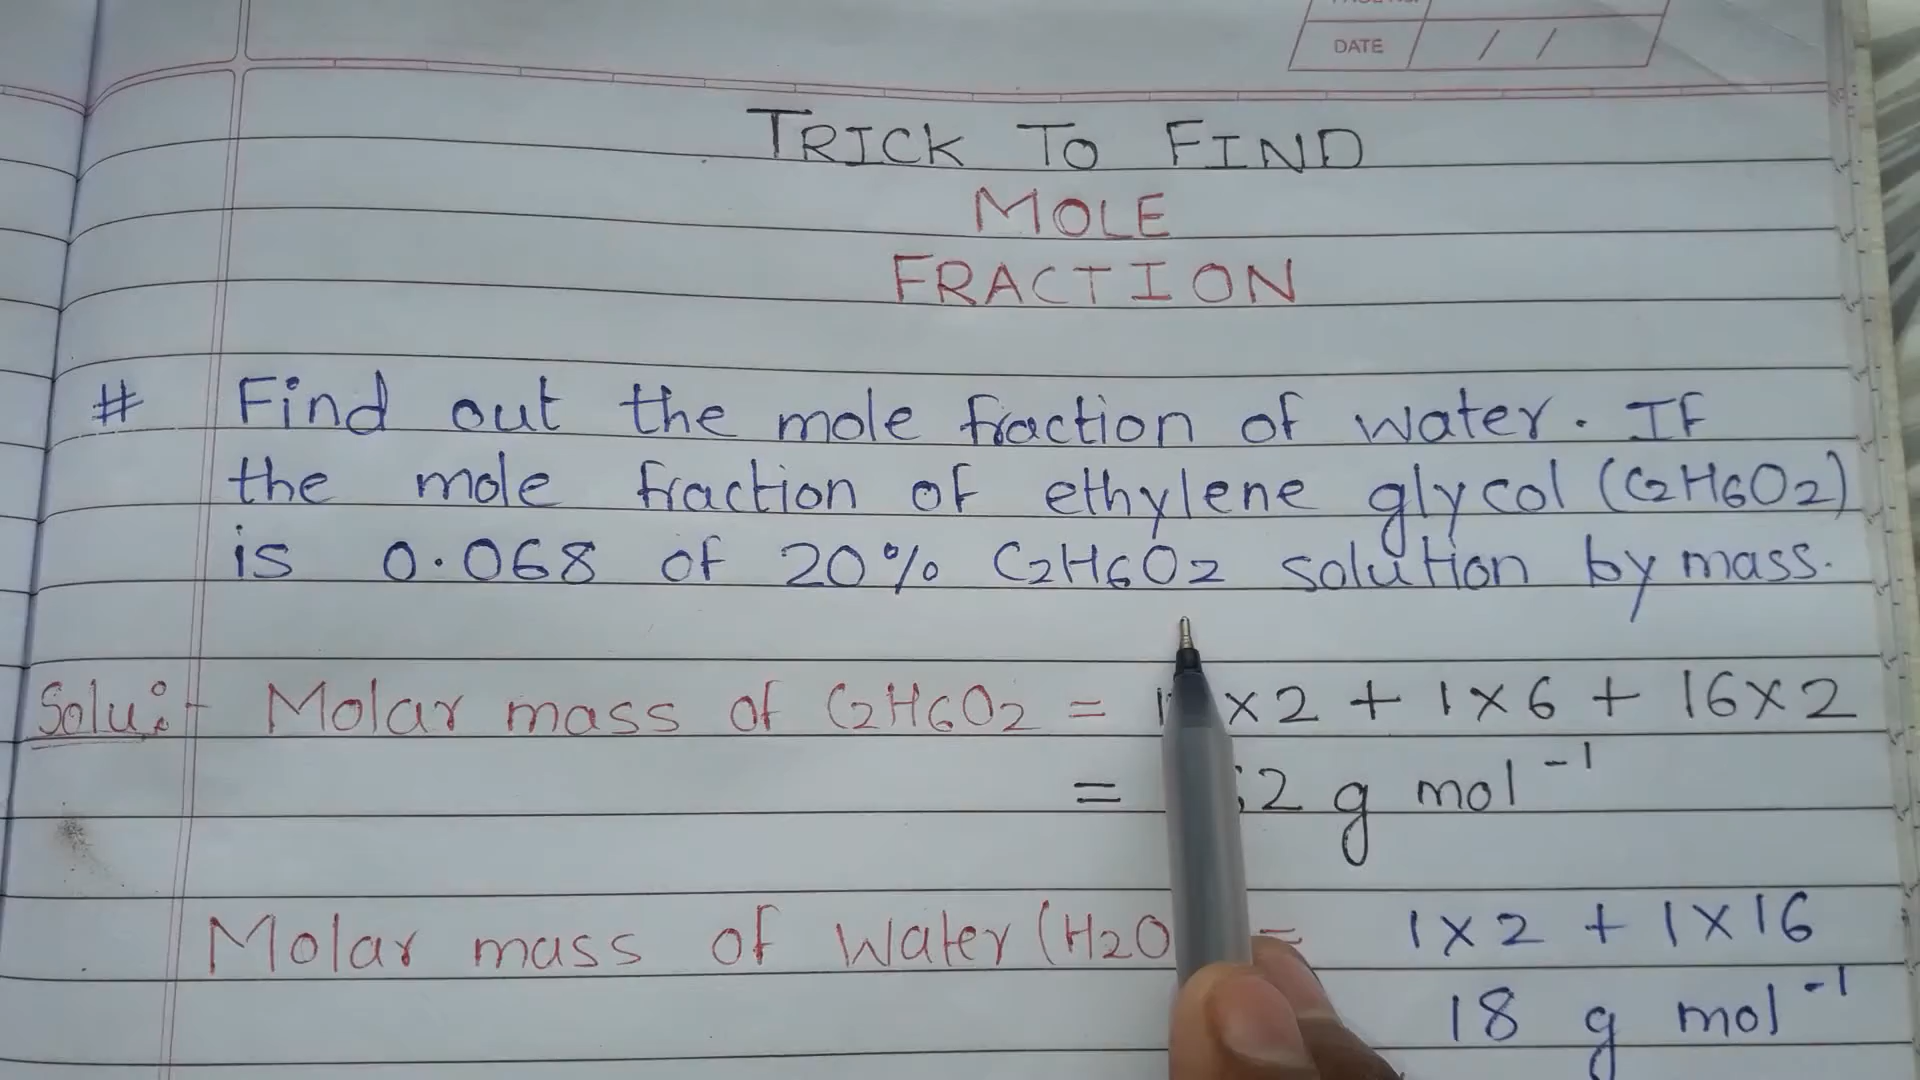 DATE / /
TRICK TO FIND
MOLE
FRACTION
# Find out the mole fraction of water. If
the mole fraction of ethylene glycol (C2H6O2)
is 0.068 of 20% C2H6O2 solution by mass.
Solu:- Molar mass of C2H6O2 = ×2 + 1×6 + 16×2
= 2 g mol⁻¹
Molar mass of water (H2O = 1×2 + 1×16
18 g mol⁻¹